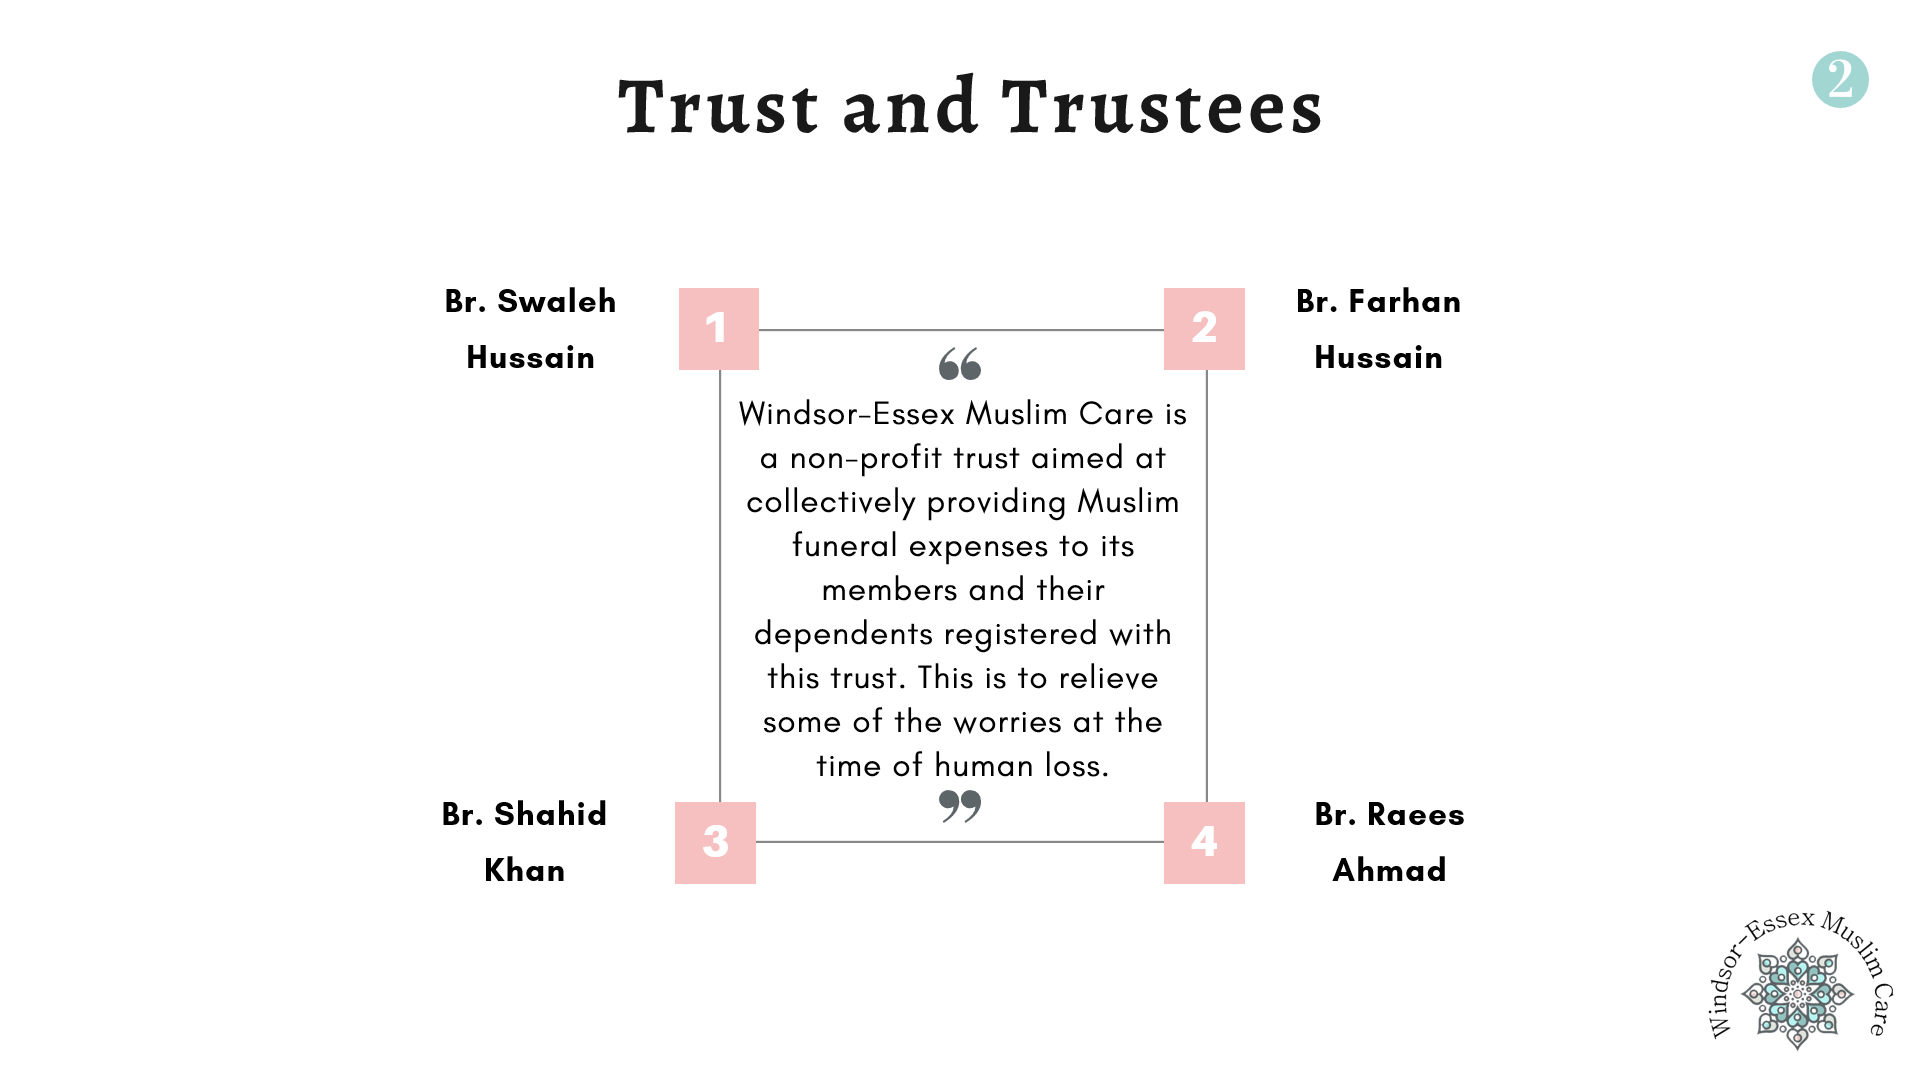 Trust and Trustees
2
Br. Swaleh
Hussain
1
2
Br. Farhan
Hussain
“
Windsor-Essex Muslim Care is
a non-profit trust aimed at
collectively providing Muslim
funeral expenses to its
members and their
dependents registered with
this trust. This is to relieve
some of the worries at the
time of human loss.
”
Br. Shahid
Khan
3
4
Br. Raees
Ahmad
Windsor-Essex Muslim Care